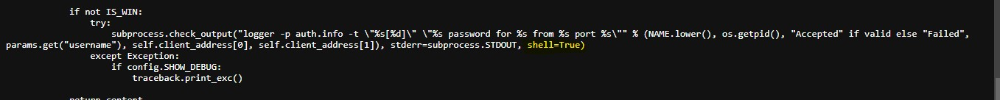 if not IS_WIN:
try:
subprocess.check_output("logger -p auth.info -t \"%s[%d]\" \"%s password for %s from %s port %s\"" % (NAME.lower(), os.getpid(), "Accepted" if valid else "Failed",
params.get("username"), self.client_address[0], self.client_address[1]), stderr=subprocess.STDOUT, shell=True)
except Exception:
if config.SHOW_DEBUG:
traceback.print_exc()
return content